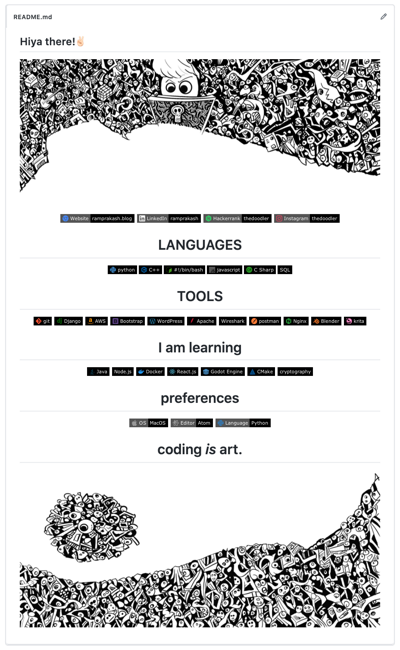 README.md
Hiya there!✌🏻
Website ramprakash.blog LinkedIn ramprakash Hackerrank thedoodler Instagram thedoodler
LANGUAGES
python C++ #!/bin/bash javascript C Sharp SQL
TOOLS
git Django AWS Bootstrap WordPress Apache Wireshark postman Nginx Blender krita
I am learning
Java Node.js Docker React.js Godot Engine CMake cryptography
preferences
OS MacOS Editor Atom Language Python
coding is art.